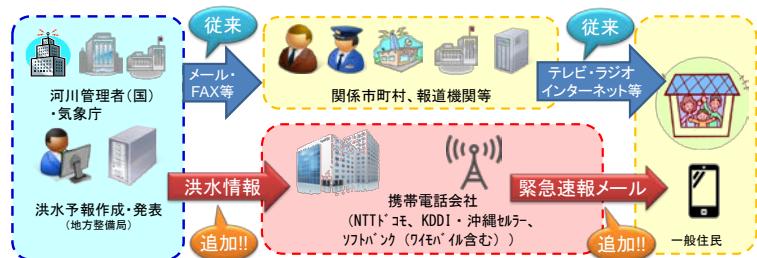 従来
メール・
FAX等
河川管理者(国)
・気象庁
洪水予報作成・発表
(地方整備局)
関係市町村、報道機関等
従来
テレビ・ラジオ
インターネット等
洪水情報
追加!!
携帯電話会社
(NTTﾄﾞｺﾓ、KDDI・沖縄ｾﾙﾗｰ、
ｿﾌﾄﾊﾞﾝｸ(ﾜｲﾓﾊﾞｲﾙ含む))
緊急速報メール
追加!!
一般住民